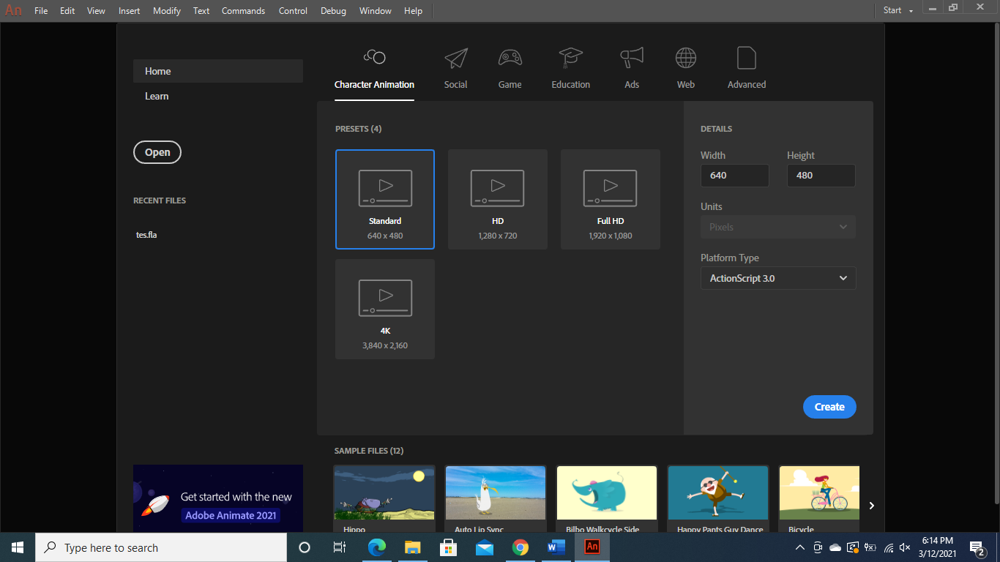 An File Edit View Insert Modify Text Commands Control Debug Window Help Start
Home
Learn
Open
RECENT FILES
tes.fla
Character Animation Social Game Education Ads Web Advanced
PRESETS (4)
Standard
640 x 480
HD
1,280 x 720
Full HD
1,920 x 1,080
4K
3,840 x 2,160
DETAILS
Width Height
640 480
Units
Pixels
Platform Type
ActionScript 3.0
Create
SAMPLE FILES (12)
Get started with the new
Adobe Animate 2021
Hippo Auto Lip Sync Bilbo Walkcycle Side Happy Pants Guy Dance Bicycle
Type here to search
An
6:14 PM
3/12/2021
2